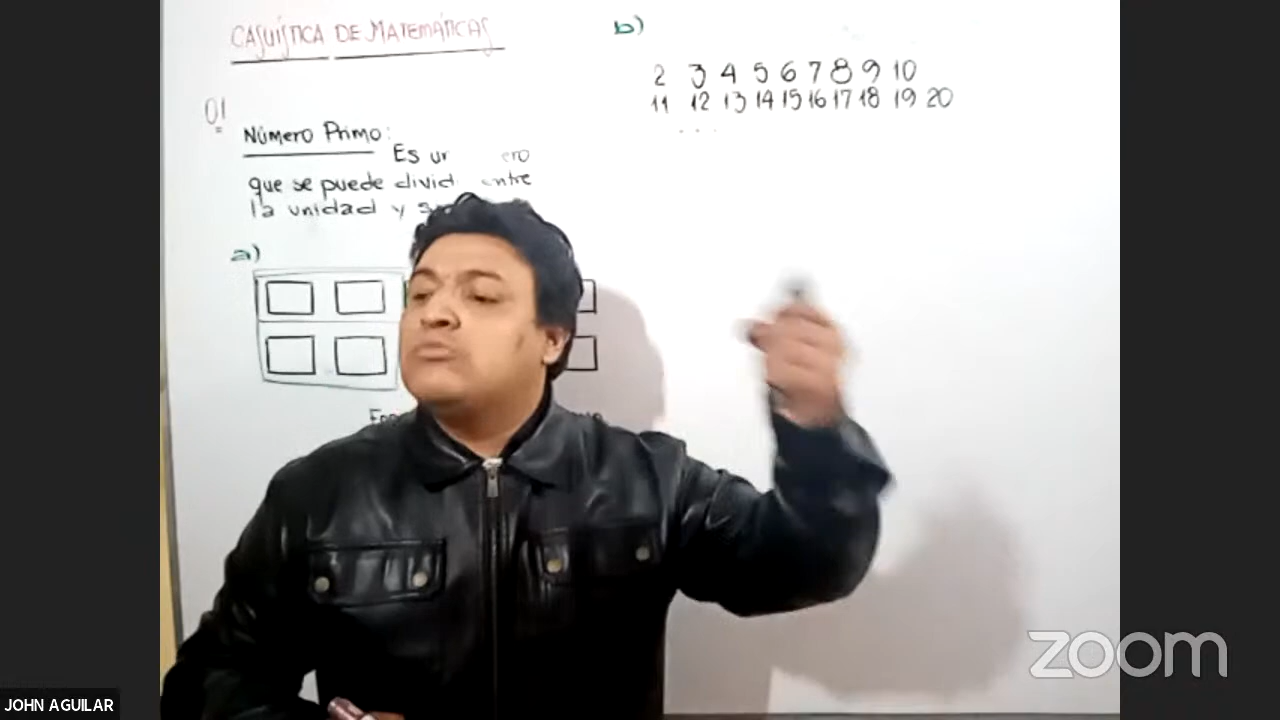 CASUÍSTICA DE MATEMÁTICAS
b)
2 3 4 5 6 7 8 9 10
11 12 13 14 15 16 17 18 19 20
...
01
Número Primo:
Es un
que se puede entre
la unidad y
a)
zoom
JOHN AGUILAR